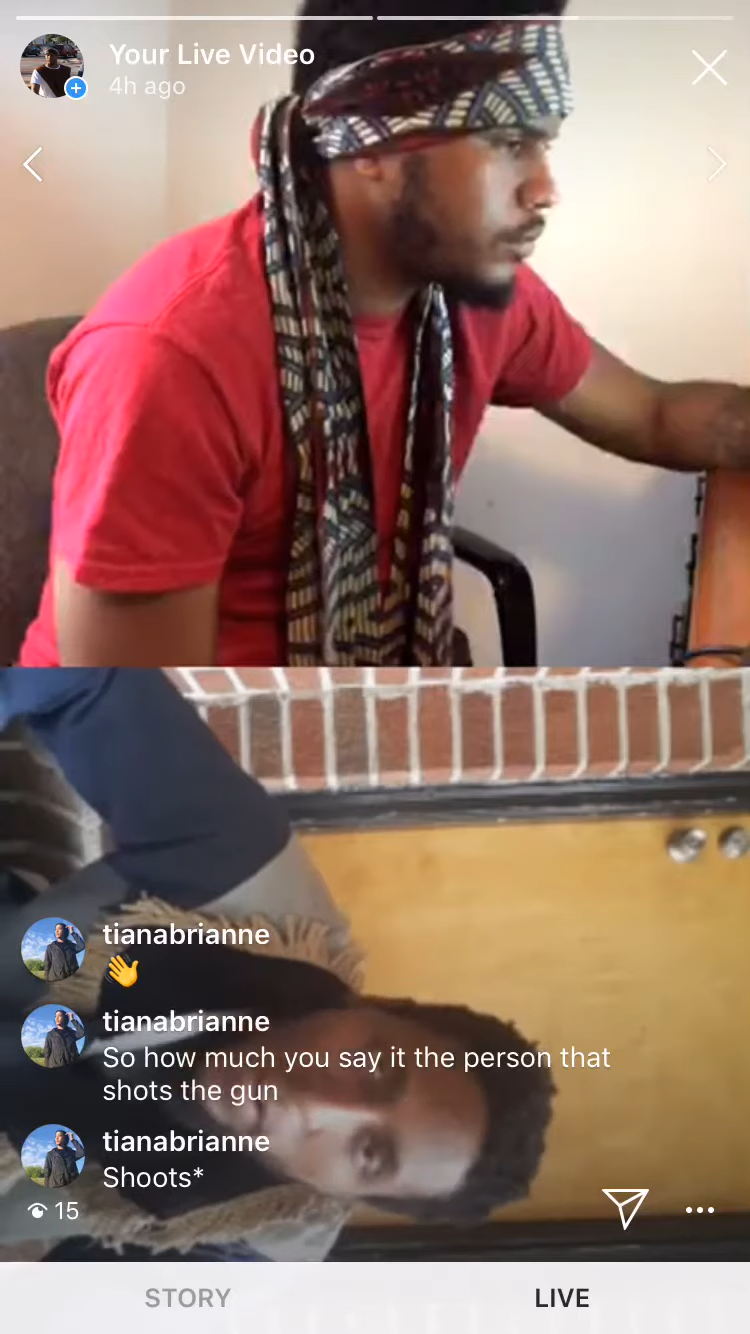 Your Live Video
4h ago
tianabrianne
👋
tianabrianne
So how much you say it the person that
shots the gun
tianabrianne
Shoots*
15
STORY
LIVE